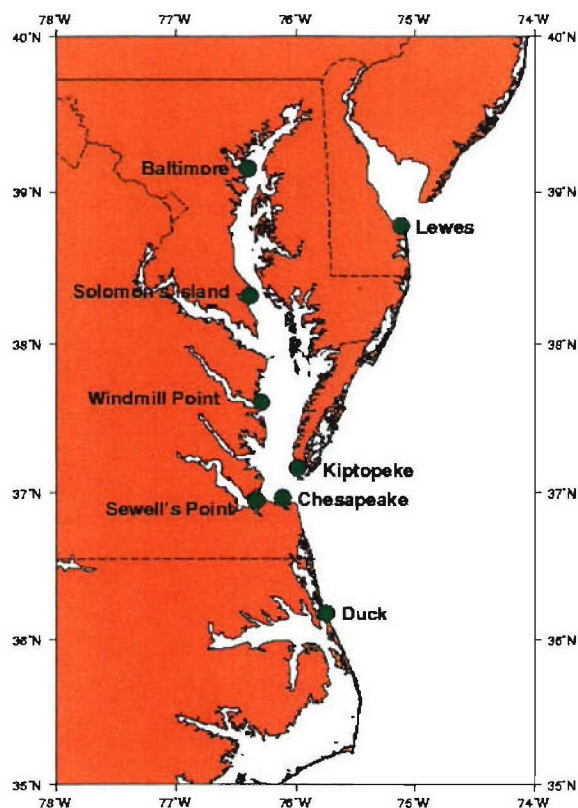 78°W 77°W 76°W 75°W 74°W
40°N 40°N
Baltimore
39°N 39°N
Lewes
Solomon's Island
38°N 38°N
Windmill Point
Kiptopeke
37°N 37°N
Chesapeake
Sewell's Point
Duck
36°N 36°N
35°N 35°N
78°W 77°W 76°W 75°W 74°W